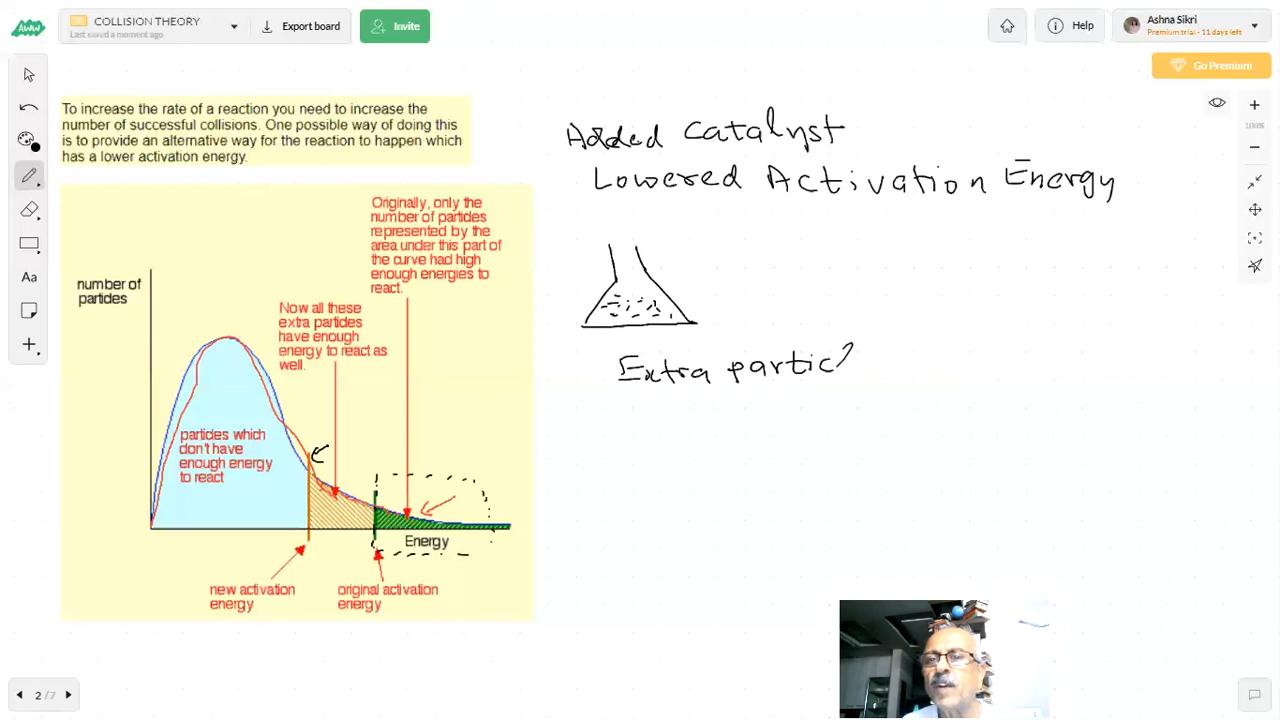 AWW
COLLISION THEORY
Last saved a moment ago
Export board
Invite
Help
Ashna Sikri
Premium trial - 11 days left
Go Premium
To increase the rate of a reaction you need to increase the
number of successful collisions. One possible way of doing this
is to provide an alternative way for the reaction to happen which
has a lower activation energy.
Originally, only the
number of particles
represented by the
area under this part of
the curve had high
enough energies to
react.
number of
particles
Now all these
extra particles
have enough
energy to react as
well.
particles which
don't have
enough energy
to react
Energy
new activation
energy
original activation
energy
Added catalyst
Lowered Activation Energy
Extra partic
Aa
2 / 7